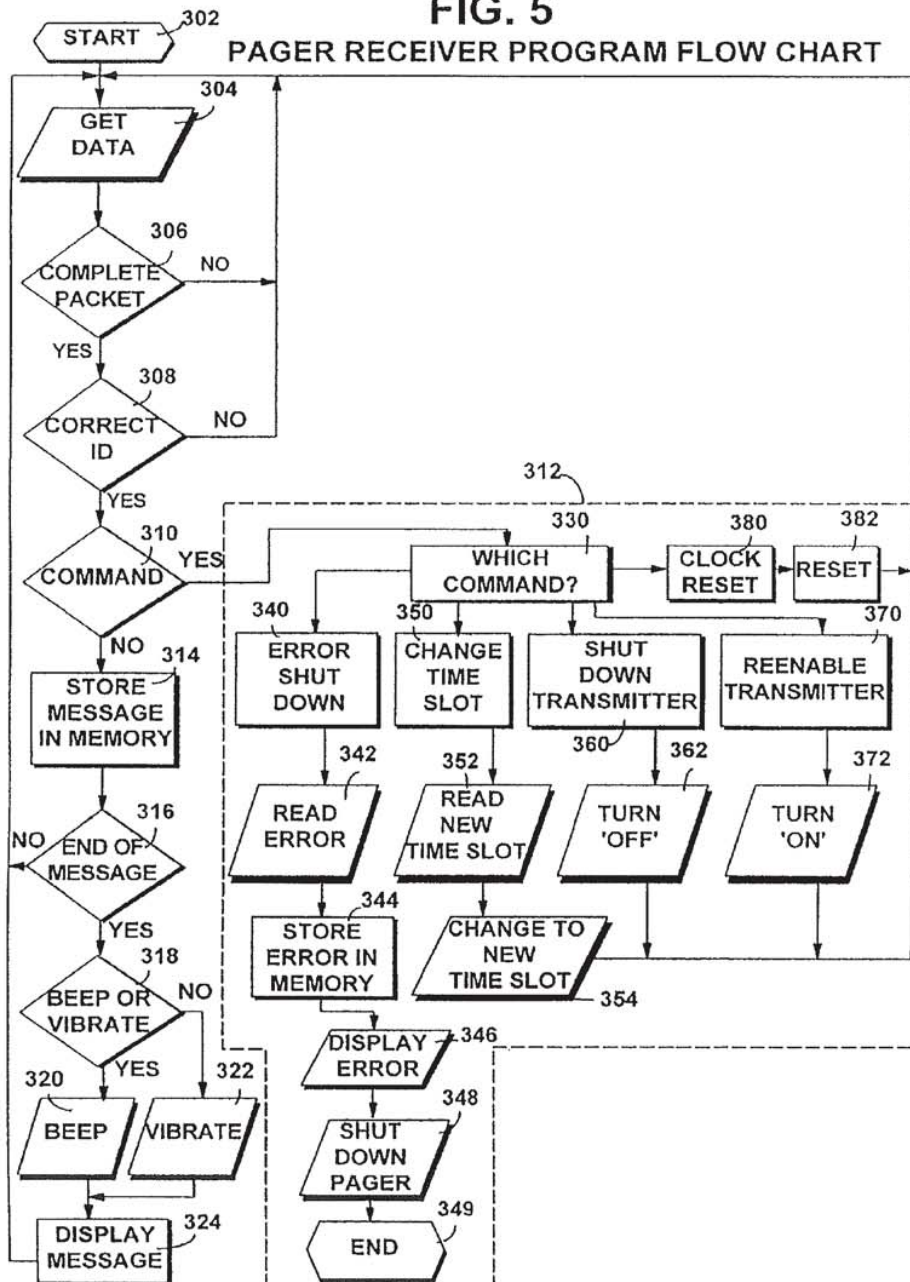 FIG. 5
PAGER RECEIVER PROGRAM FLOW CHART
START
302
GET
DATA
304
COMPLETE
PACKET
306
NO
YES
CORRECT
ID
308
NO
YES
COMMAND
310
YES
NO
312
WHICH
COMMAND?
330
CLOCK
RESET
380
RESET
382
STORE
MESSAGE
IN MEMORY
314
END OF
MESSAGE
316
NO
YES
BEEP OR
VIBRATE
318
NO
YES
320
BEEP
322
VIBRATE
DISPLAY
MESSAGE
324
340
ERROR
SHUT
DOWN
342
READ
ERROR
344
STORE
ERROR IN
MEMORY
346
DISPLAY
ERROR
348
SHUT
DOWN
PAGER
349
END
350
CHANGE
TIME
SLOT
352
READ
NEW
TIME SLOT
CHANGE TO
NEW
TIME SLOT
354
SHUT
DOWN
TRANSMITTER
360
362
TURN
'OFF'
370
REENABLE
TRANSMITTER
372
TURN
'ON'